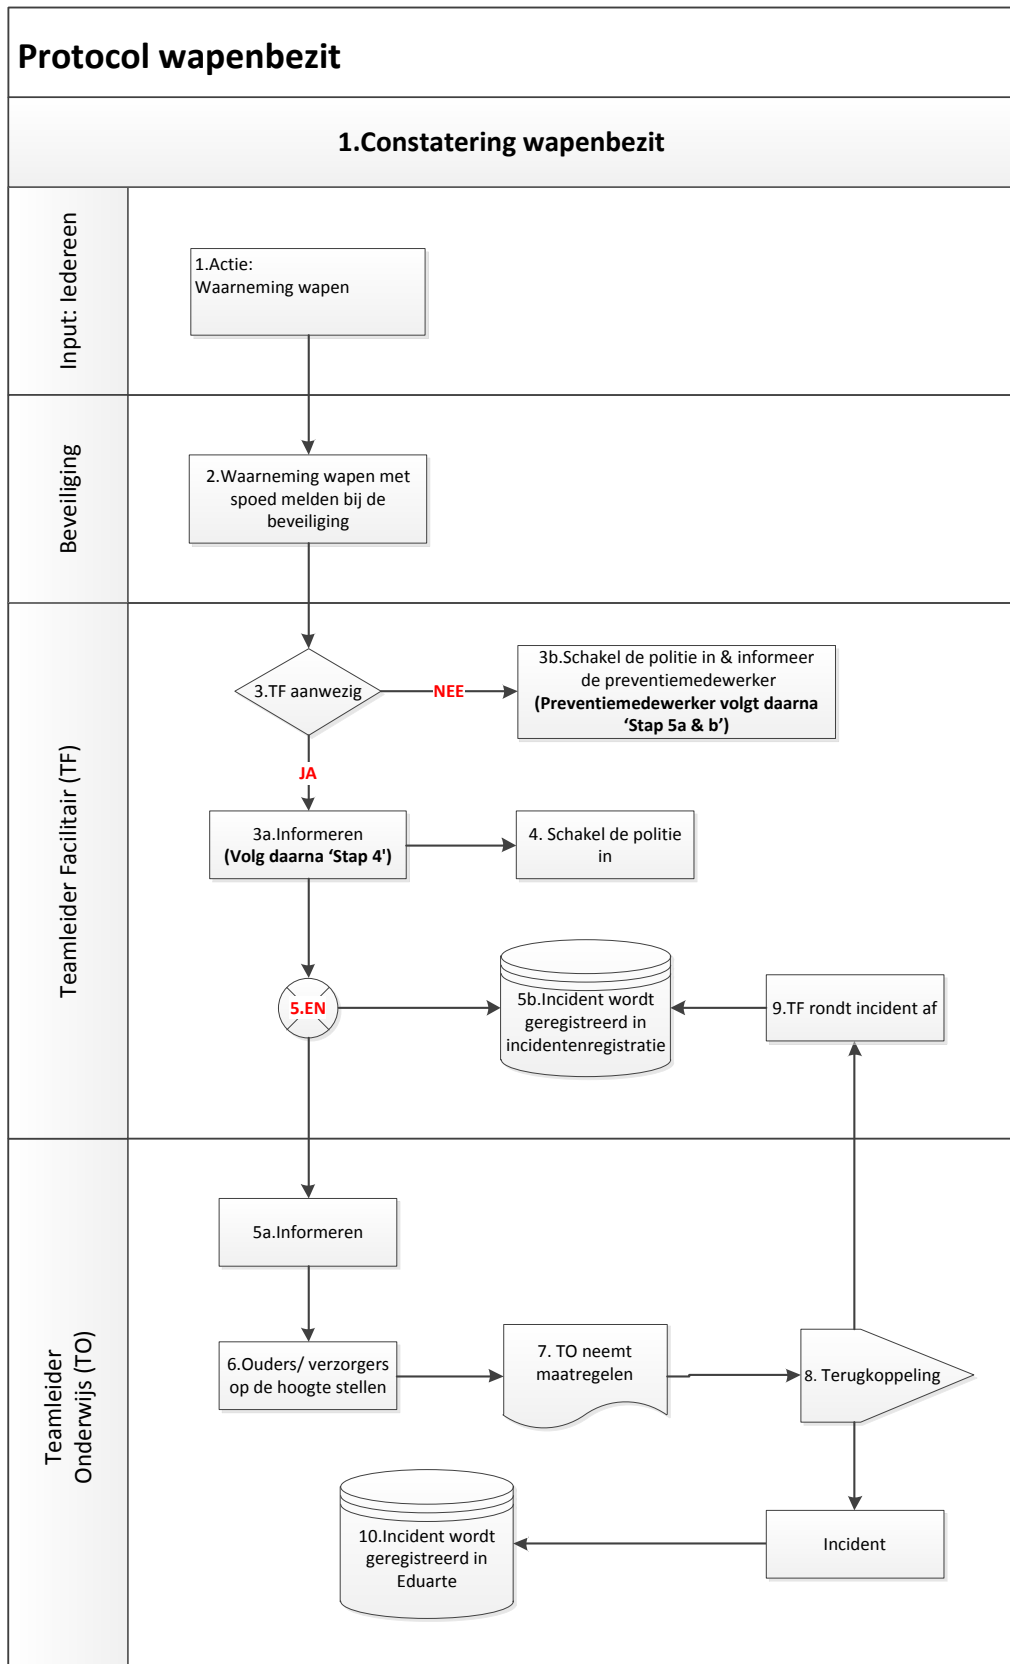 Protocol wapenbezit
1.Constatering wapenbezit
Input: Iedereen
1.Actie:
Waarneming wapen
Beveiliging
2.Waarneming wapen met
spoed melden bij de
beveiliging
Teamleider Facilitair (TF)
3.TF aanwezig
NEE
3b.Schakel de politie in & informeer
de preventiemedewerker
(Preventiemedewerker volgt daarna
‘Stap 5a & b’)
JA
3a.Informeren
(Volg daarna ‘Stap 4')
4. Schakel de politie
in
5.EN
5b.Incident wordt
geregistreerd in
incidentenregistratie
9.TF rondt incident af
Teamleider
Onderwijs (TO)
5a.Informeren
6.Ouders/ verzorgers
op de hoogte stellen
7. TO neemt
maatregelen
8. Terugkoppeling
10.Incident wordt
geregistreerd in
Eduarte
Incident